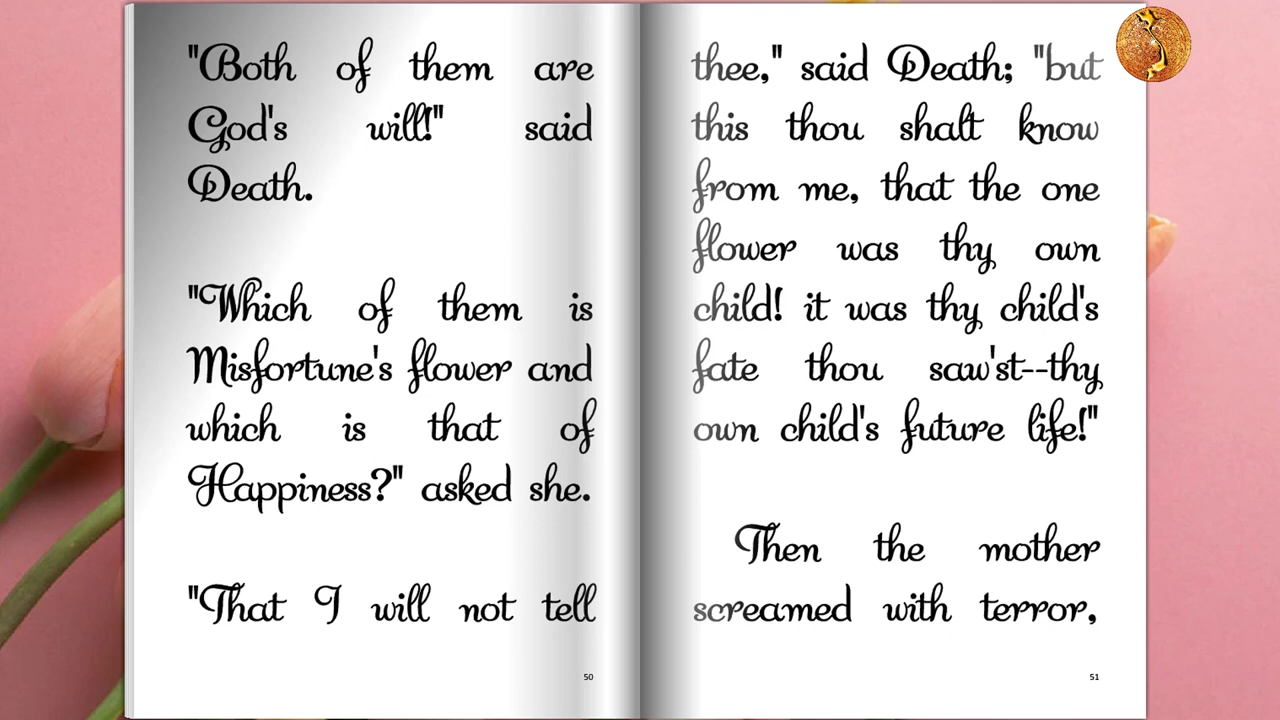 "Both of them are
God's will!" said
Death.
"Which of them is
Misfortune's flower and
which is that of
Happiness?" asked she.
"That I will not tell
50
thee," said Death; "but
this thou shalt know
from me, that the one
flower was thy own
child! it was thy child's
fate thou saw'st--thy
own child's future life!"
Then the mother
screamed with terror,
51